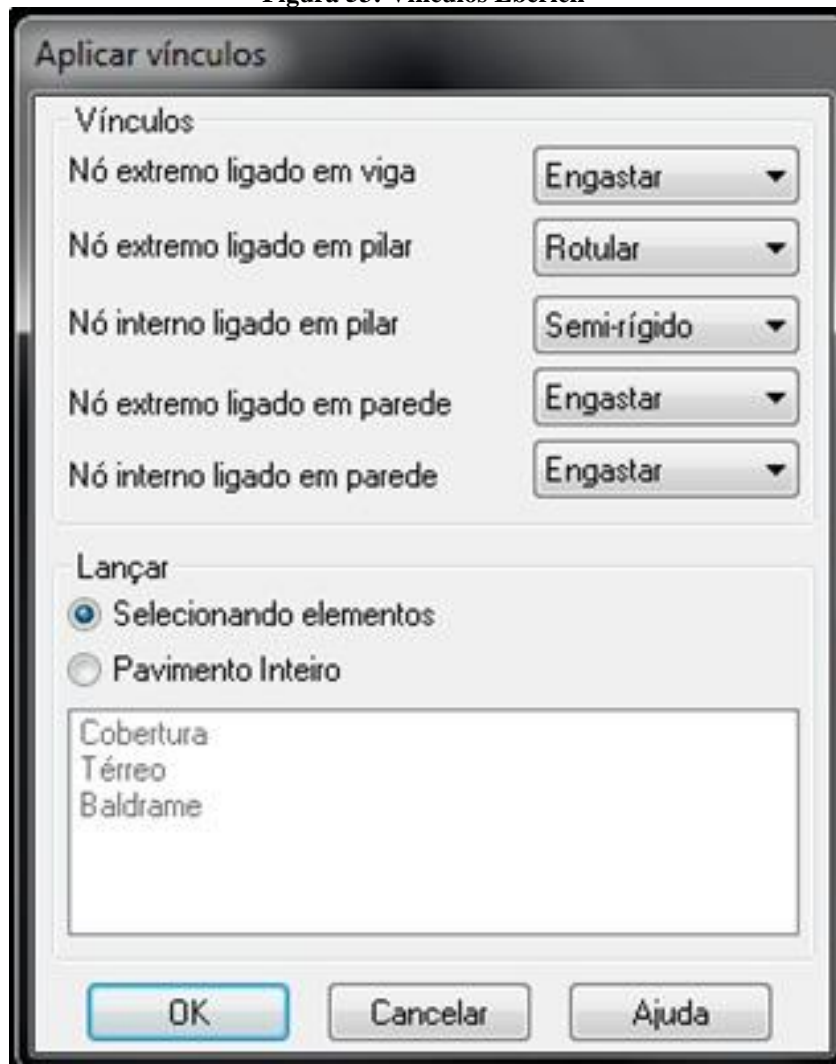 Aplicar vínculos
Vínculos
Nó extremo ligado em viga Engastar
Nó extremo ligado em pilar Rotular
Nó interno ligado em pilar Semi-rígido
Nó extremo ligado em parede Engastar
Nó interno ligado em parede Engastar
Lançar
Selecionando elementos
Pavimento Inteiro
Cobertura
Térreo
Baldrame
OK Cancelar Ajuda